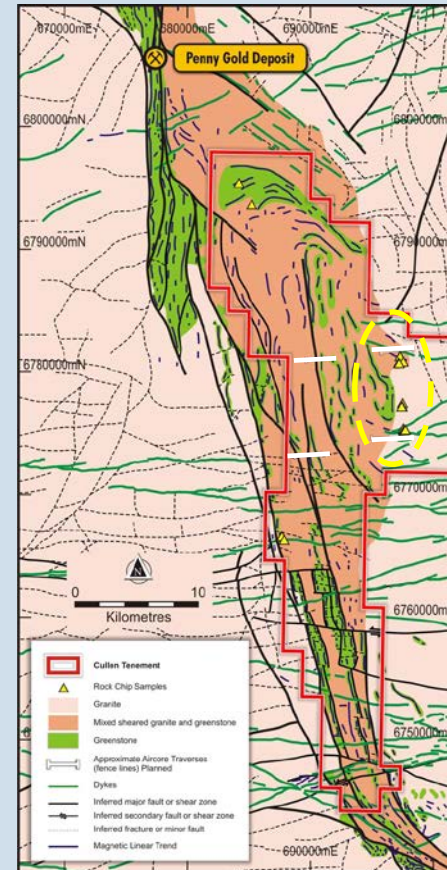 670000mE 680000mE 690000mE
Penny Gold Deposit
6800000mN 6800000mN
6790000mN 6790000mN
6780000mN
6770000mN
N
0 10
Kilometres
6760000mN
6750000mN
Cullen Tenement
Rock Chip Samples
Granite
Mixed sheared granite and greenstone
Greenstone
Approximate Aircore Traverses
(fence lines) Planned
Dykes
Inferred major fault or shear zone
Inferred secondary fault or shear zone
Inferred fracture or minor fault
Magnetic Linear Trend
690000mE